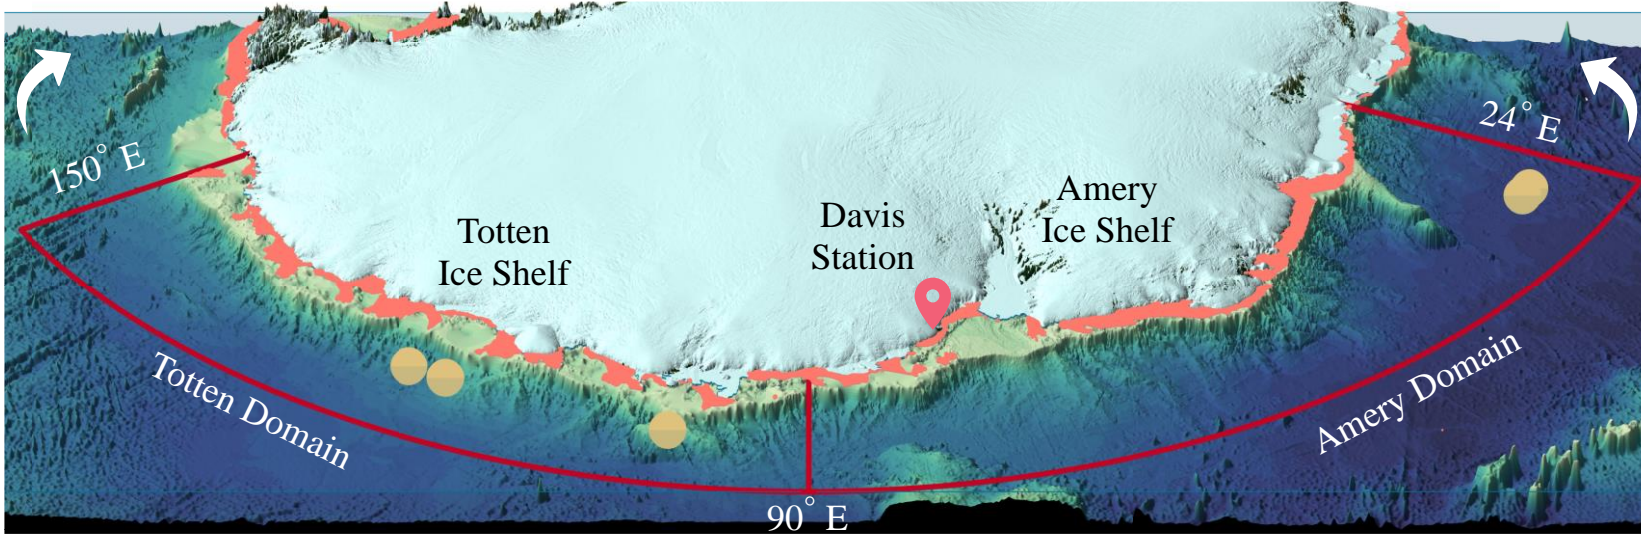 150° E
24° E
Totten
Ice Shelf
Davis
Station
Amery
Ice Shelf
Totten Domain
Amery Domain
90° E